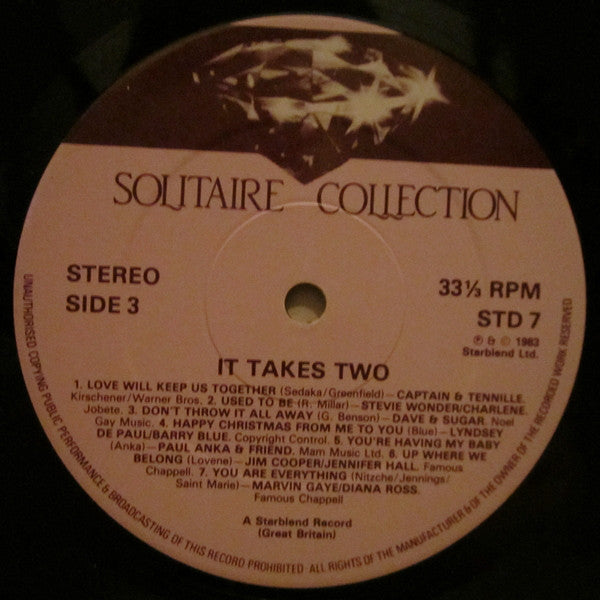 SOLITAIRE COLLECTION
STEREO
SIDE 3
33⅓ RPM
STD 7
℗ & © 1983
Starblend Ltd.
IT TAKES TWO
1. LOVE WILL KEEP US TOGETHER (Sedaka/Greenfield)—CAPTAIN & TENNILLE.
Kirschener/Warner Bros. 2. USED TO BE (R. Millar)—STEVIE WONDER/CHARLENE.
Jobete. 3. DON'T THROW IT ALL AWAY (G. Benson)—DAVE & SUGAR. Noel
Gay Music. 4. HAPPY CHRISTMAS FROM ME TO YOU (Blue)—LYNDSEY
DE PAUL/BARRY BLUE. Copyright Control. 5. YOU'RE HAVING MY BABY
(Anka)—PAUL ANKA & FRIEND. Mam Music Ltd. 6. UP WHERE WE
BELONG (Lovene)—JIM COOPER/JENNIFER HALL. Famous
Chappell. 7. YOU ARE EVERYTHING (Nitzche/Jennings/
Saint Marie)—MARVIN GAYE/DIANA ROSS.
Famous Chappell
A Starblend Record
(Great Britain)
UNAUTHORISED COPYING PUBLIC PERFORMANCE & BROADCASTING OF THIS RECORD PROHIBITED · ALL RIGHTS OF THE MANUFACTURER & OF THE OWNER OF THE RECORDED WORK RESERVED